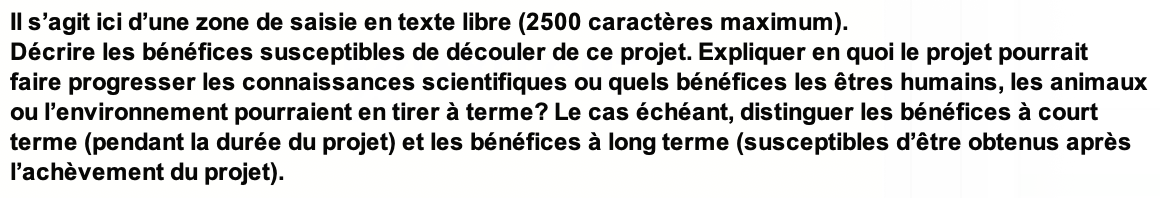 Il s’agit ici d’une zone de saisie en texte libre (2500 caractères maximum).
Décrire les bénéfices susceptibles de découler de ce projet. Expliquer en quoi le projet pourrait
faire progresser les connaissances scientifiques ou quels bénéfices les êtres humains, les animaux
ou l’environnement pourraient en tirer à terme? Le cas échéant, distinguer les bénéfices à court
terme (pendant la durée du projet) et les bénéfices à long terme (susceptibles d’être obtenus après
l’achèvement du projet).